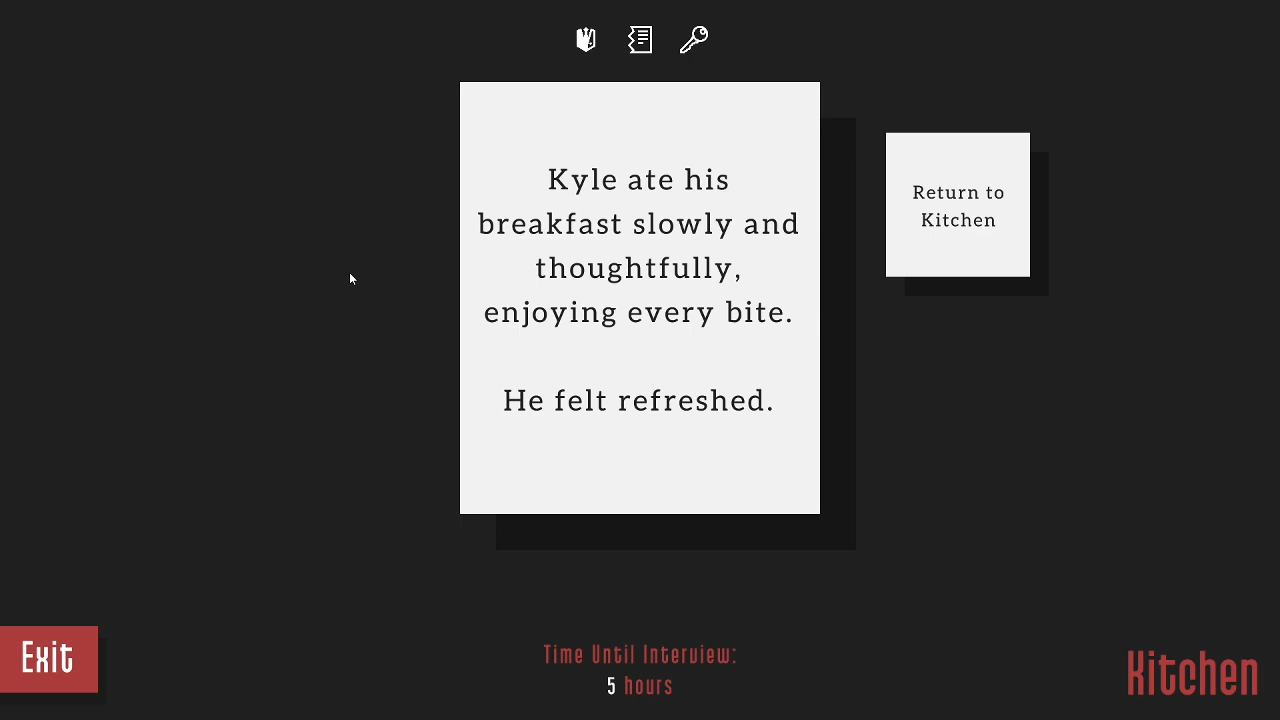 Kyle ate his
breakfast slowly and
thoughtfully,
enjoying every bite.
He felt refreshed.
Return to
Kitchen
Exit
Time Until Interview:
5 hours
Kitchen